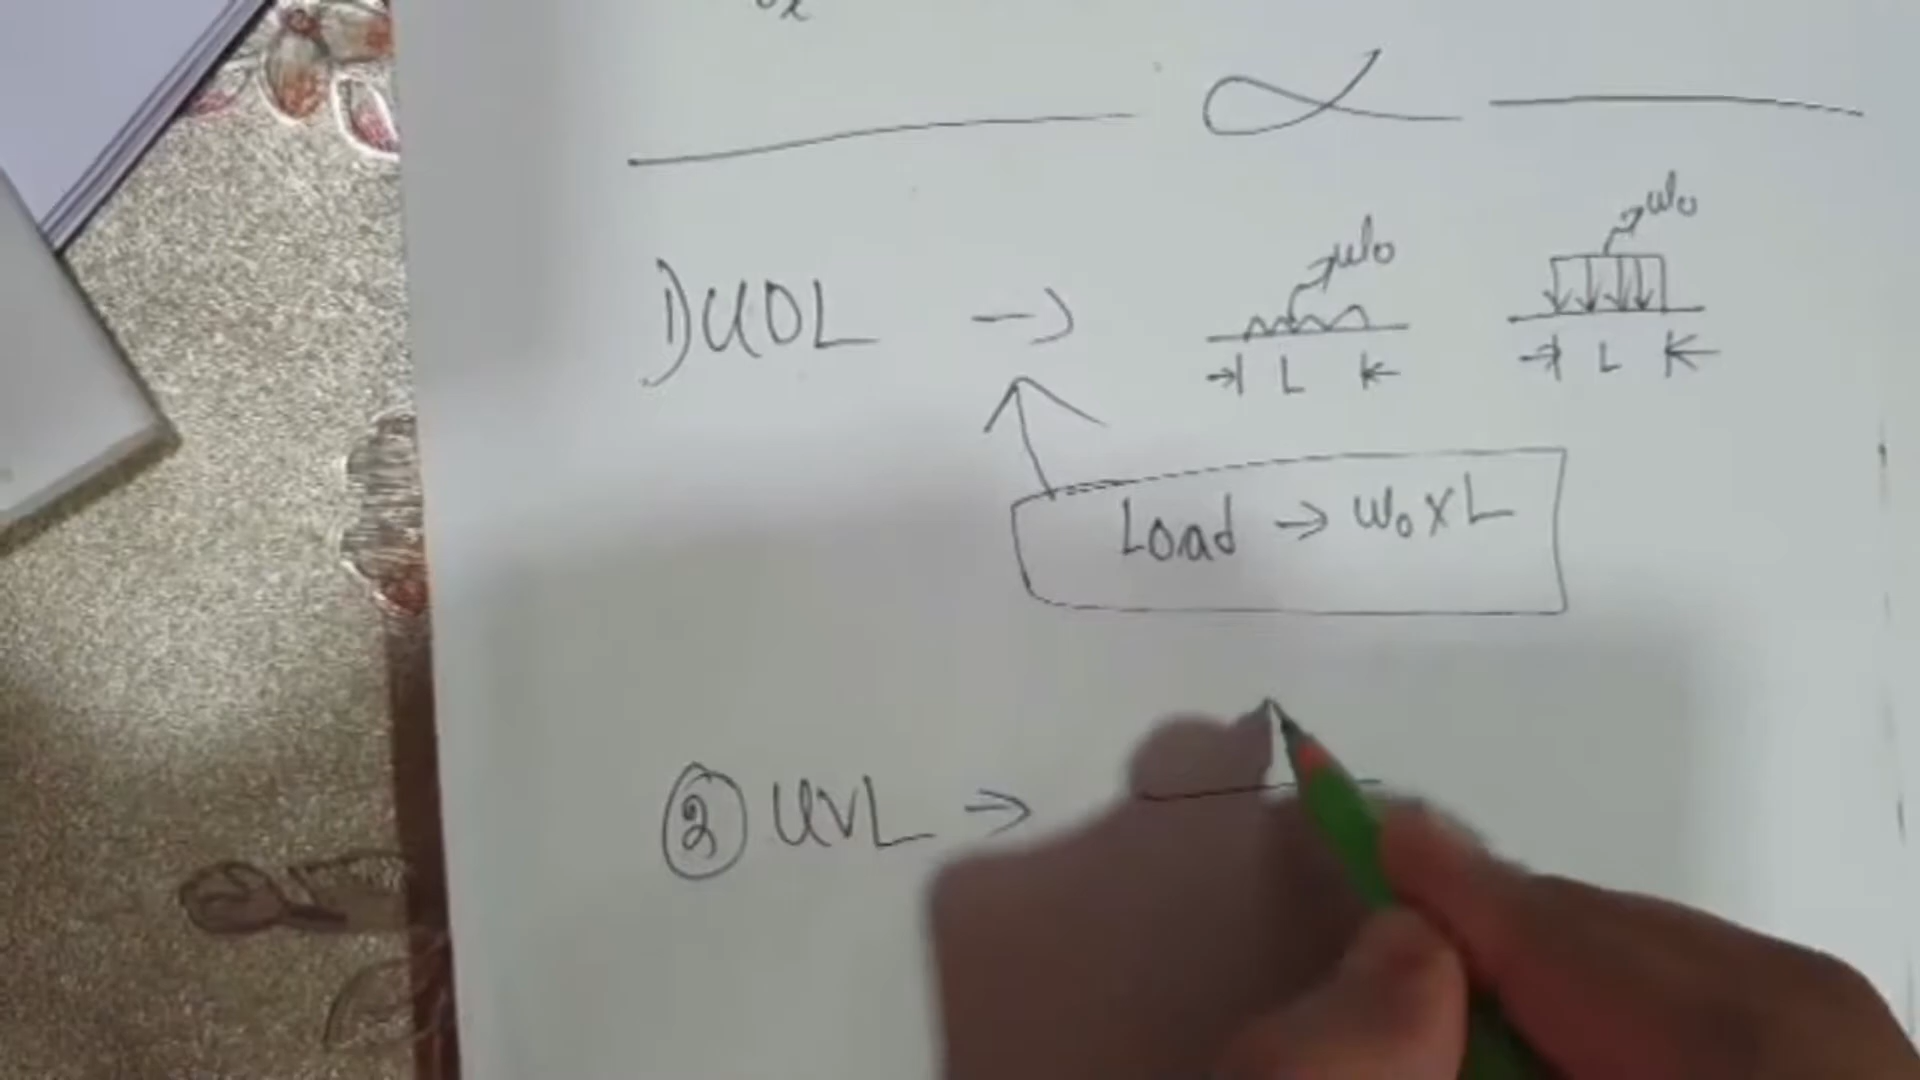 1) UDL →
w₀ w₀
L L
Load → w₀ x L
② UVL →